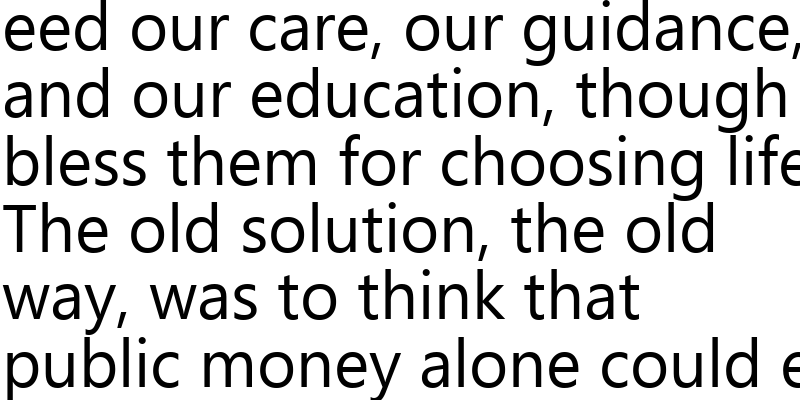 eed our care, our guidance,
and our education, though
bless them for choosing life
The old solution, the old
way, was to think that
public money alone could e